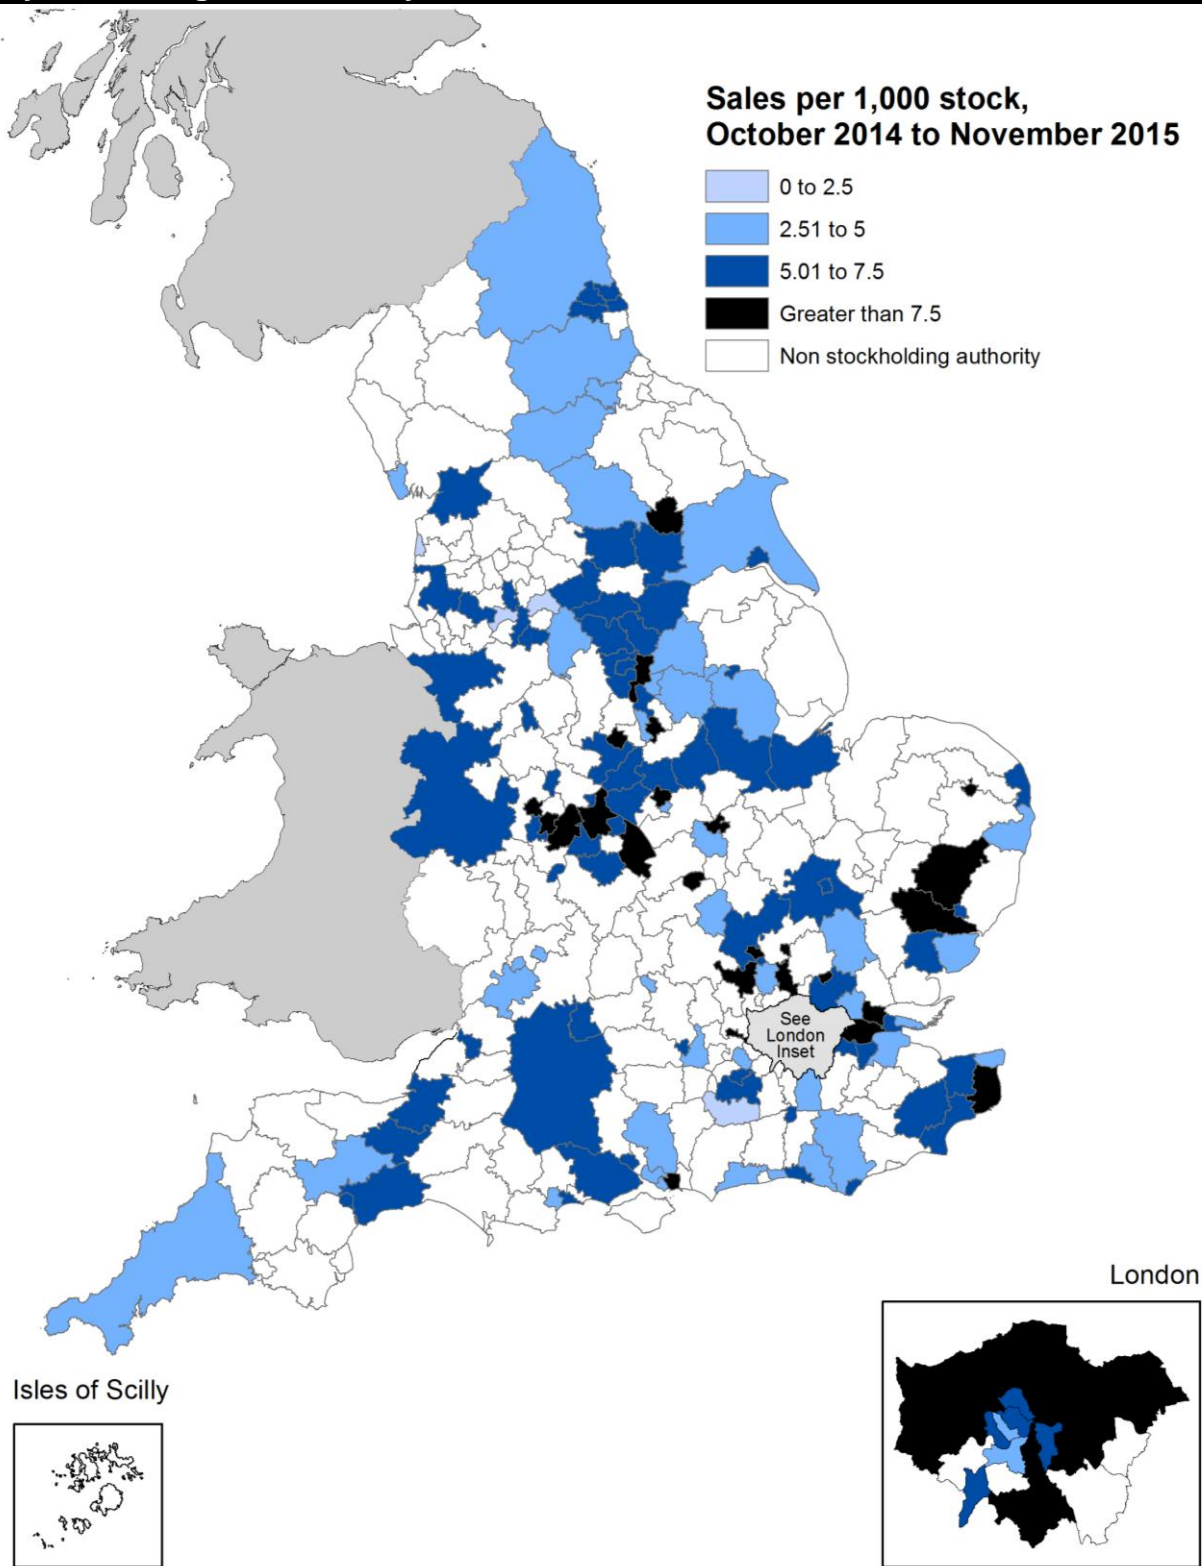 Sales per 1,000 stock,
October 2014 to November 2015
0 to 2.5
2.51 to 5
5.01 to 7.5
Greater than 7.5
Non stockholding authority
See
London
Inset
London
Isles of Scilly